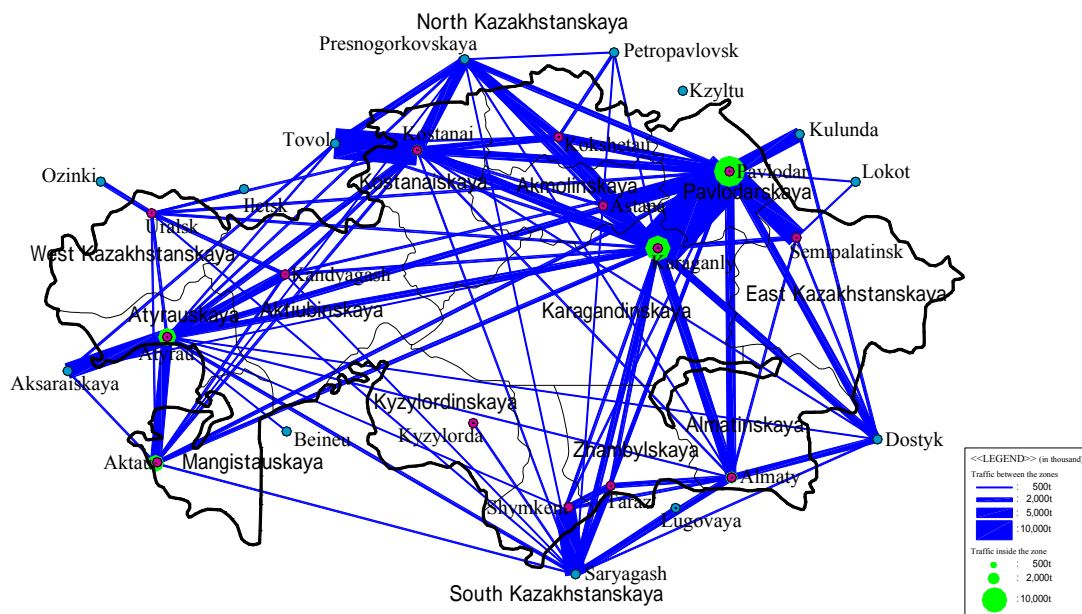 North Kazakhstanskaya
Presnogorkovskaya
Petropavlovsk
Kzyltu
Tovol
Kostanai
Kokshetau
Kulunda
Ozinki
Iletsk
Kostanaiskaya
Akmolinskaya
Pavlodar
Pavlodarskaya
Lokot
Uralsk
Astana
West Kazakhstanskaya
Karaganly
Semipalatinsk
Kandyagash
Aktiubinskaya
Atyrauskaya
Karagandinskaya
East Kazakhstanskaya
Atyrau
Aksaraiskaya
Kyzylordinskaya
Kyzylorda
Almatinskaya
Beineu
Zhambylskaya
Dostyk
Aktau
Mangistauskaya
Almaty
Shymkent
Taraz
Lugovaya
Saryagash
South Kazakhstanskaya
<<LEGEND>> (in thousand)
Traffic between the zones
: 500t
: 2,000t
: 5,000t
: 10,000t
Traffic inside the zone
: 500t
: 2,000t
: 10,000t